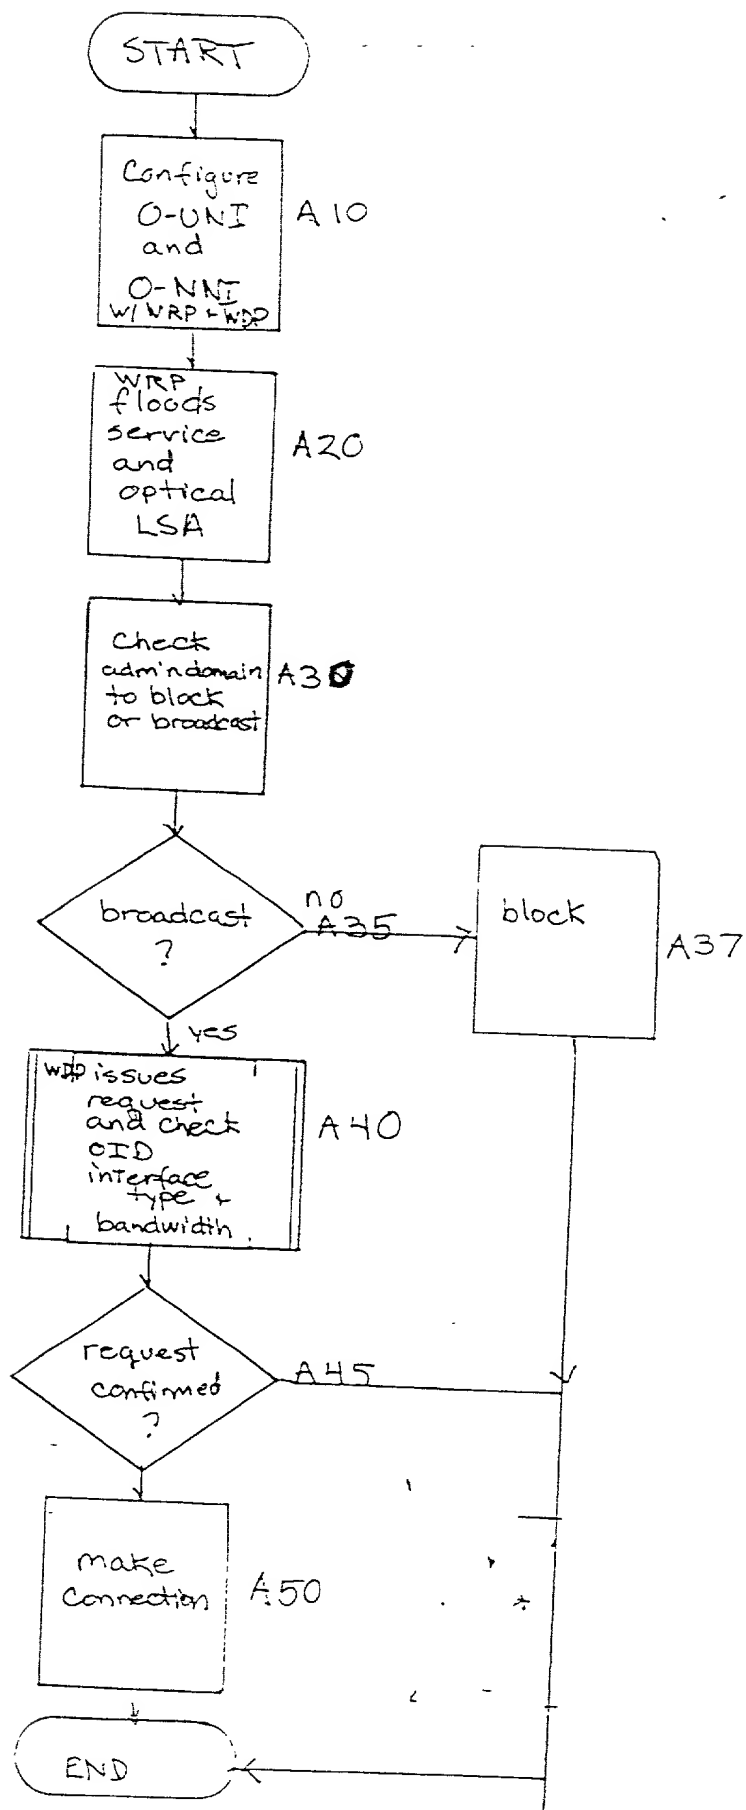 START
Configure
O-UNI
and
O-NNI
W/ WRP + WDP
A10
WRP
floods
service
and
optical
LSA
A20
Check
admindomain
to block
or broadcast
A30
broadcast
?
no
A35
block
A37
yes
WDP issues
request
and check
OID
interface
type +
bandwidth
A40
request
confirmed
?
A45
make
connection
A50
END